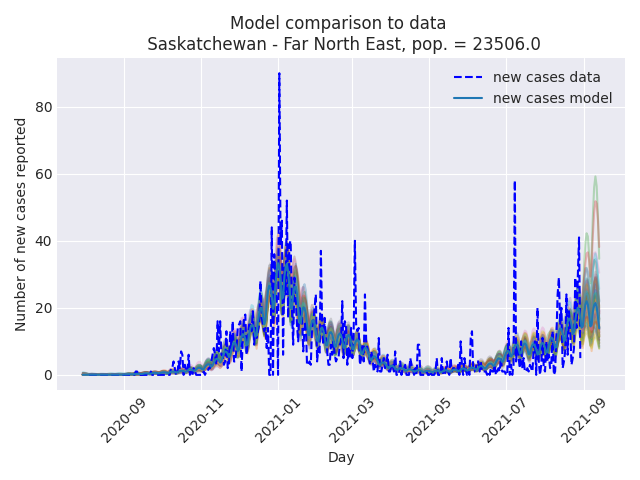 Model comparison to data
Saskatchewan - Far North East, pop. = 23506.0
new cases data
new cases model
Number of new cases reported
80
60
40
20
0
2020-09
2020-11
2021-01
2021-03
2021-05
2021-07
2021-09
Day